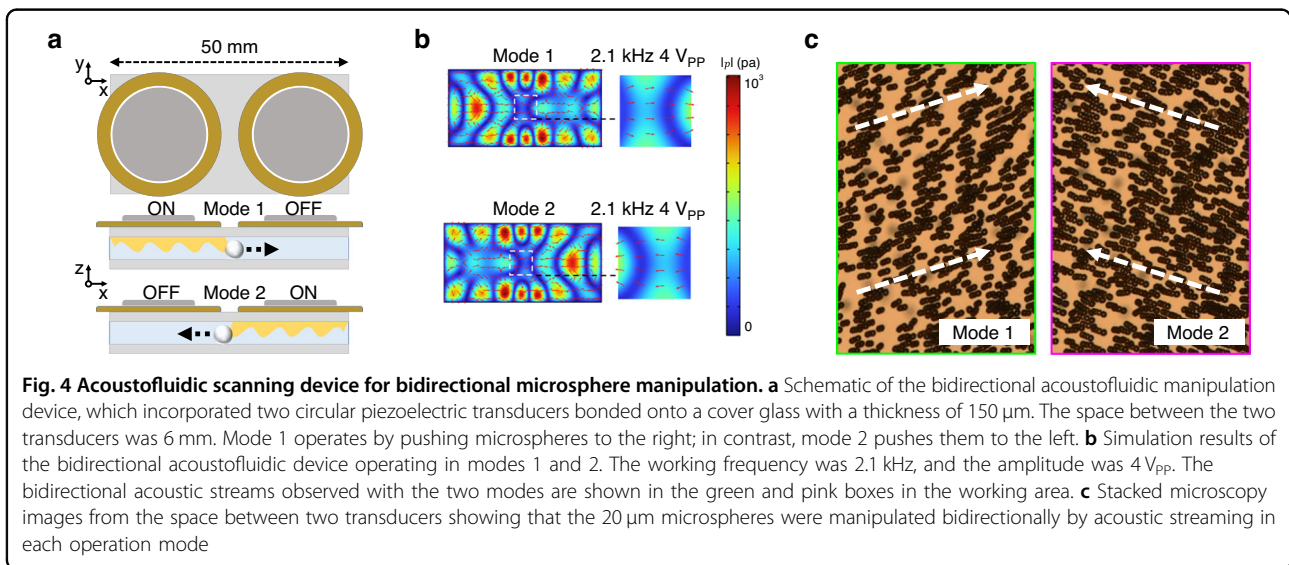 a
50 mm
y
x
ON Mode 1 OFF
z
x
OFF Mode 2 ON
b
Mode 1 2.1 kHz 4 VPP
|p| (pa)
10³
0
Mode 2 2.1 kHz 4 VPP
c
Mode 1
Mode 2
Fig. 4 Acoustofluidic scanning device for bidirectional microsphere manipulation. a Schematic of the bidirectional acoustofluidic manipulation
device, which incorporated two circular piezoelectric transducers bonded onto a cover glass with a thickness of 150 μm. The space between the two
transducers was 6 mm. Mode 1 operates by pushing microspheres to the right; in contrast, mode 2 pushes them to the left. b Simulation results of
the bidirectional acoustofluidic device operating in modes 1 and 2. The working frequency was 2.1 kHz, and the amplitude was 4 VPP. The
bidirectional acoustic streams observed with the two modes are shown in the green and pink boxes in the working area. c Stacked microscopy
images from the space between two transducers showing that the 20 μm microspheres were manipulated bidirectionally by acoustic streaming in
each operation mode